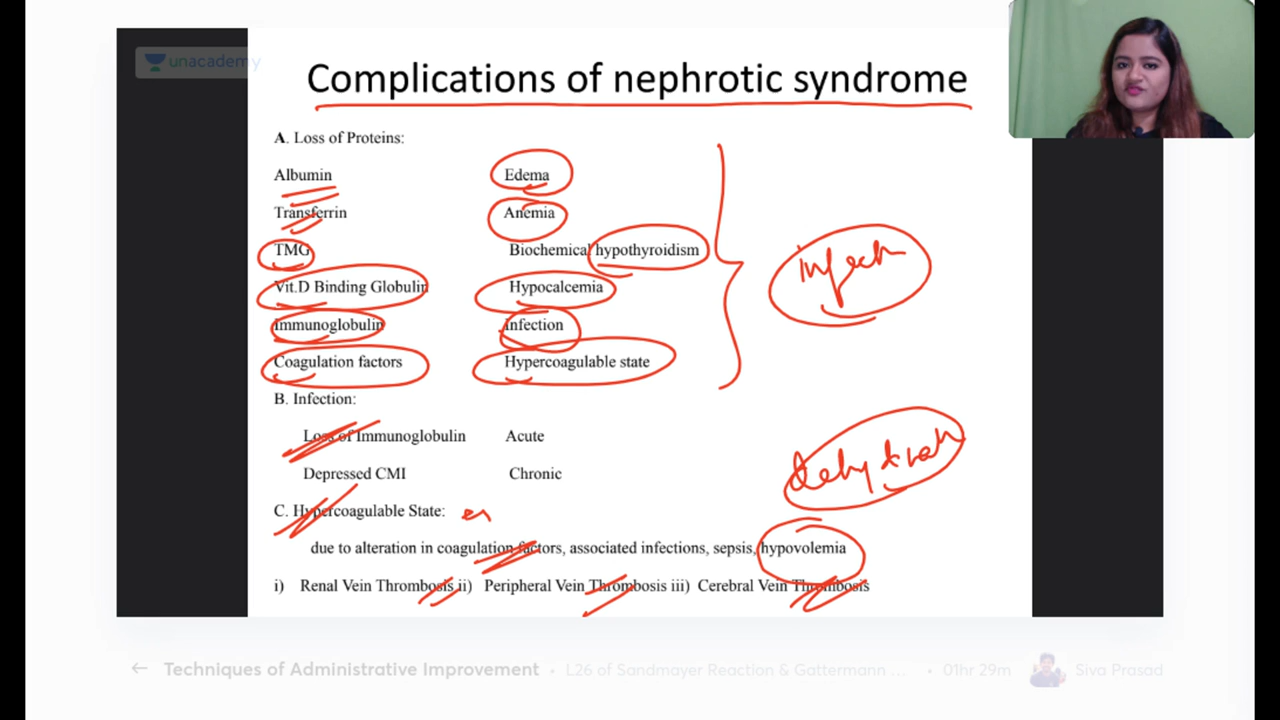 unacademy
Complications of nephrotic syndrome
A. Loss of Proteins:
Albumin Edema
Transferrin Anemia
TMG Biochemical hypothyroidism
Vit.D Binding Globulin Hypocalcemia
Immunoglobulin Infection
Coagulation factors Hypercoagulable state
B. Infection:
Loss of Immunoglobulin Acute
Depressed CMI Chronic
C. Hypercoagulable State:
due to alteration in coagulation factors, associated infections, sepsis, hypovolemia
i) Renal Vein Thrombosis ii) Peripheral Vein Thrombosis iii) Cerebral Vein Thrombosis
← Techniques of Administrative Improvement • L26 of Sandmayer Reaction & Gattermann ... • 01hr 29m Siva Prasad